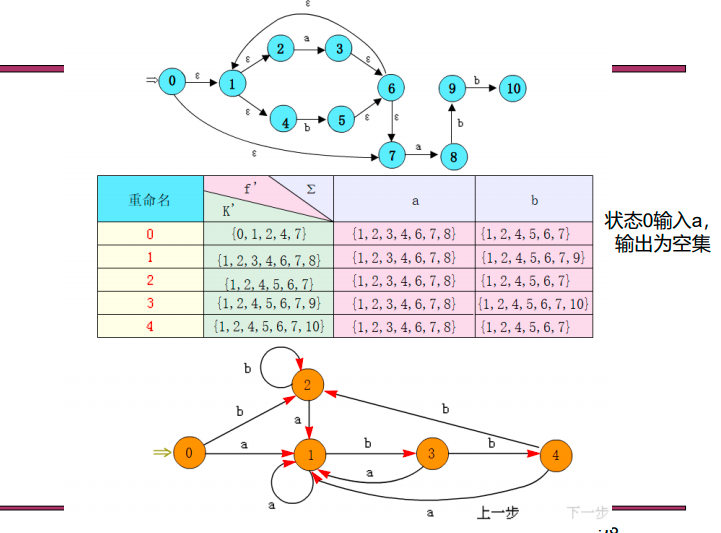 ε
ε
a
ε
2
3
⇒
0
ε
1
6
9
b
10
ε
4
b
5
ε
ε
b
ε
7
a
8
重命名
f'
Σ
K'
a
b
0
{0,1,2,4,7}
{1,2,3,4,6,7,8}
{1,2,4,5,6,7}
1
{1,2,3,4,6,7,8}
{1,2,3,4,6,7,8}
{1,2,4,5,6,7,9}
2
{1,2,4,5,6,7}
{1,2,3,4,6,7,8}
{1,2,4,5,6,7}
3
{1,2,4,5,6,7,9}
{1,2,3,4,6,7,8}
{1,2,4,5,6,7,10}
4
{1,2,4,5,6,7,10}
{1,2,3,4,6,7,8}
{1,2,4,5,6,7}
状态0输入a,
输出为空集
b
2
b
a
b
⇒
0
a
1
b
3
b
4
a
a
a
上一步
下一步